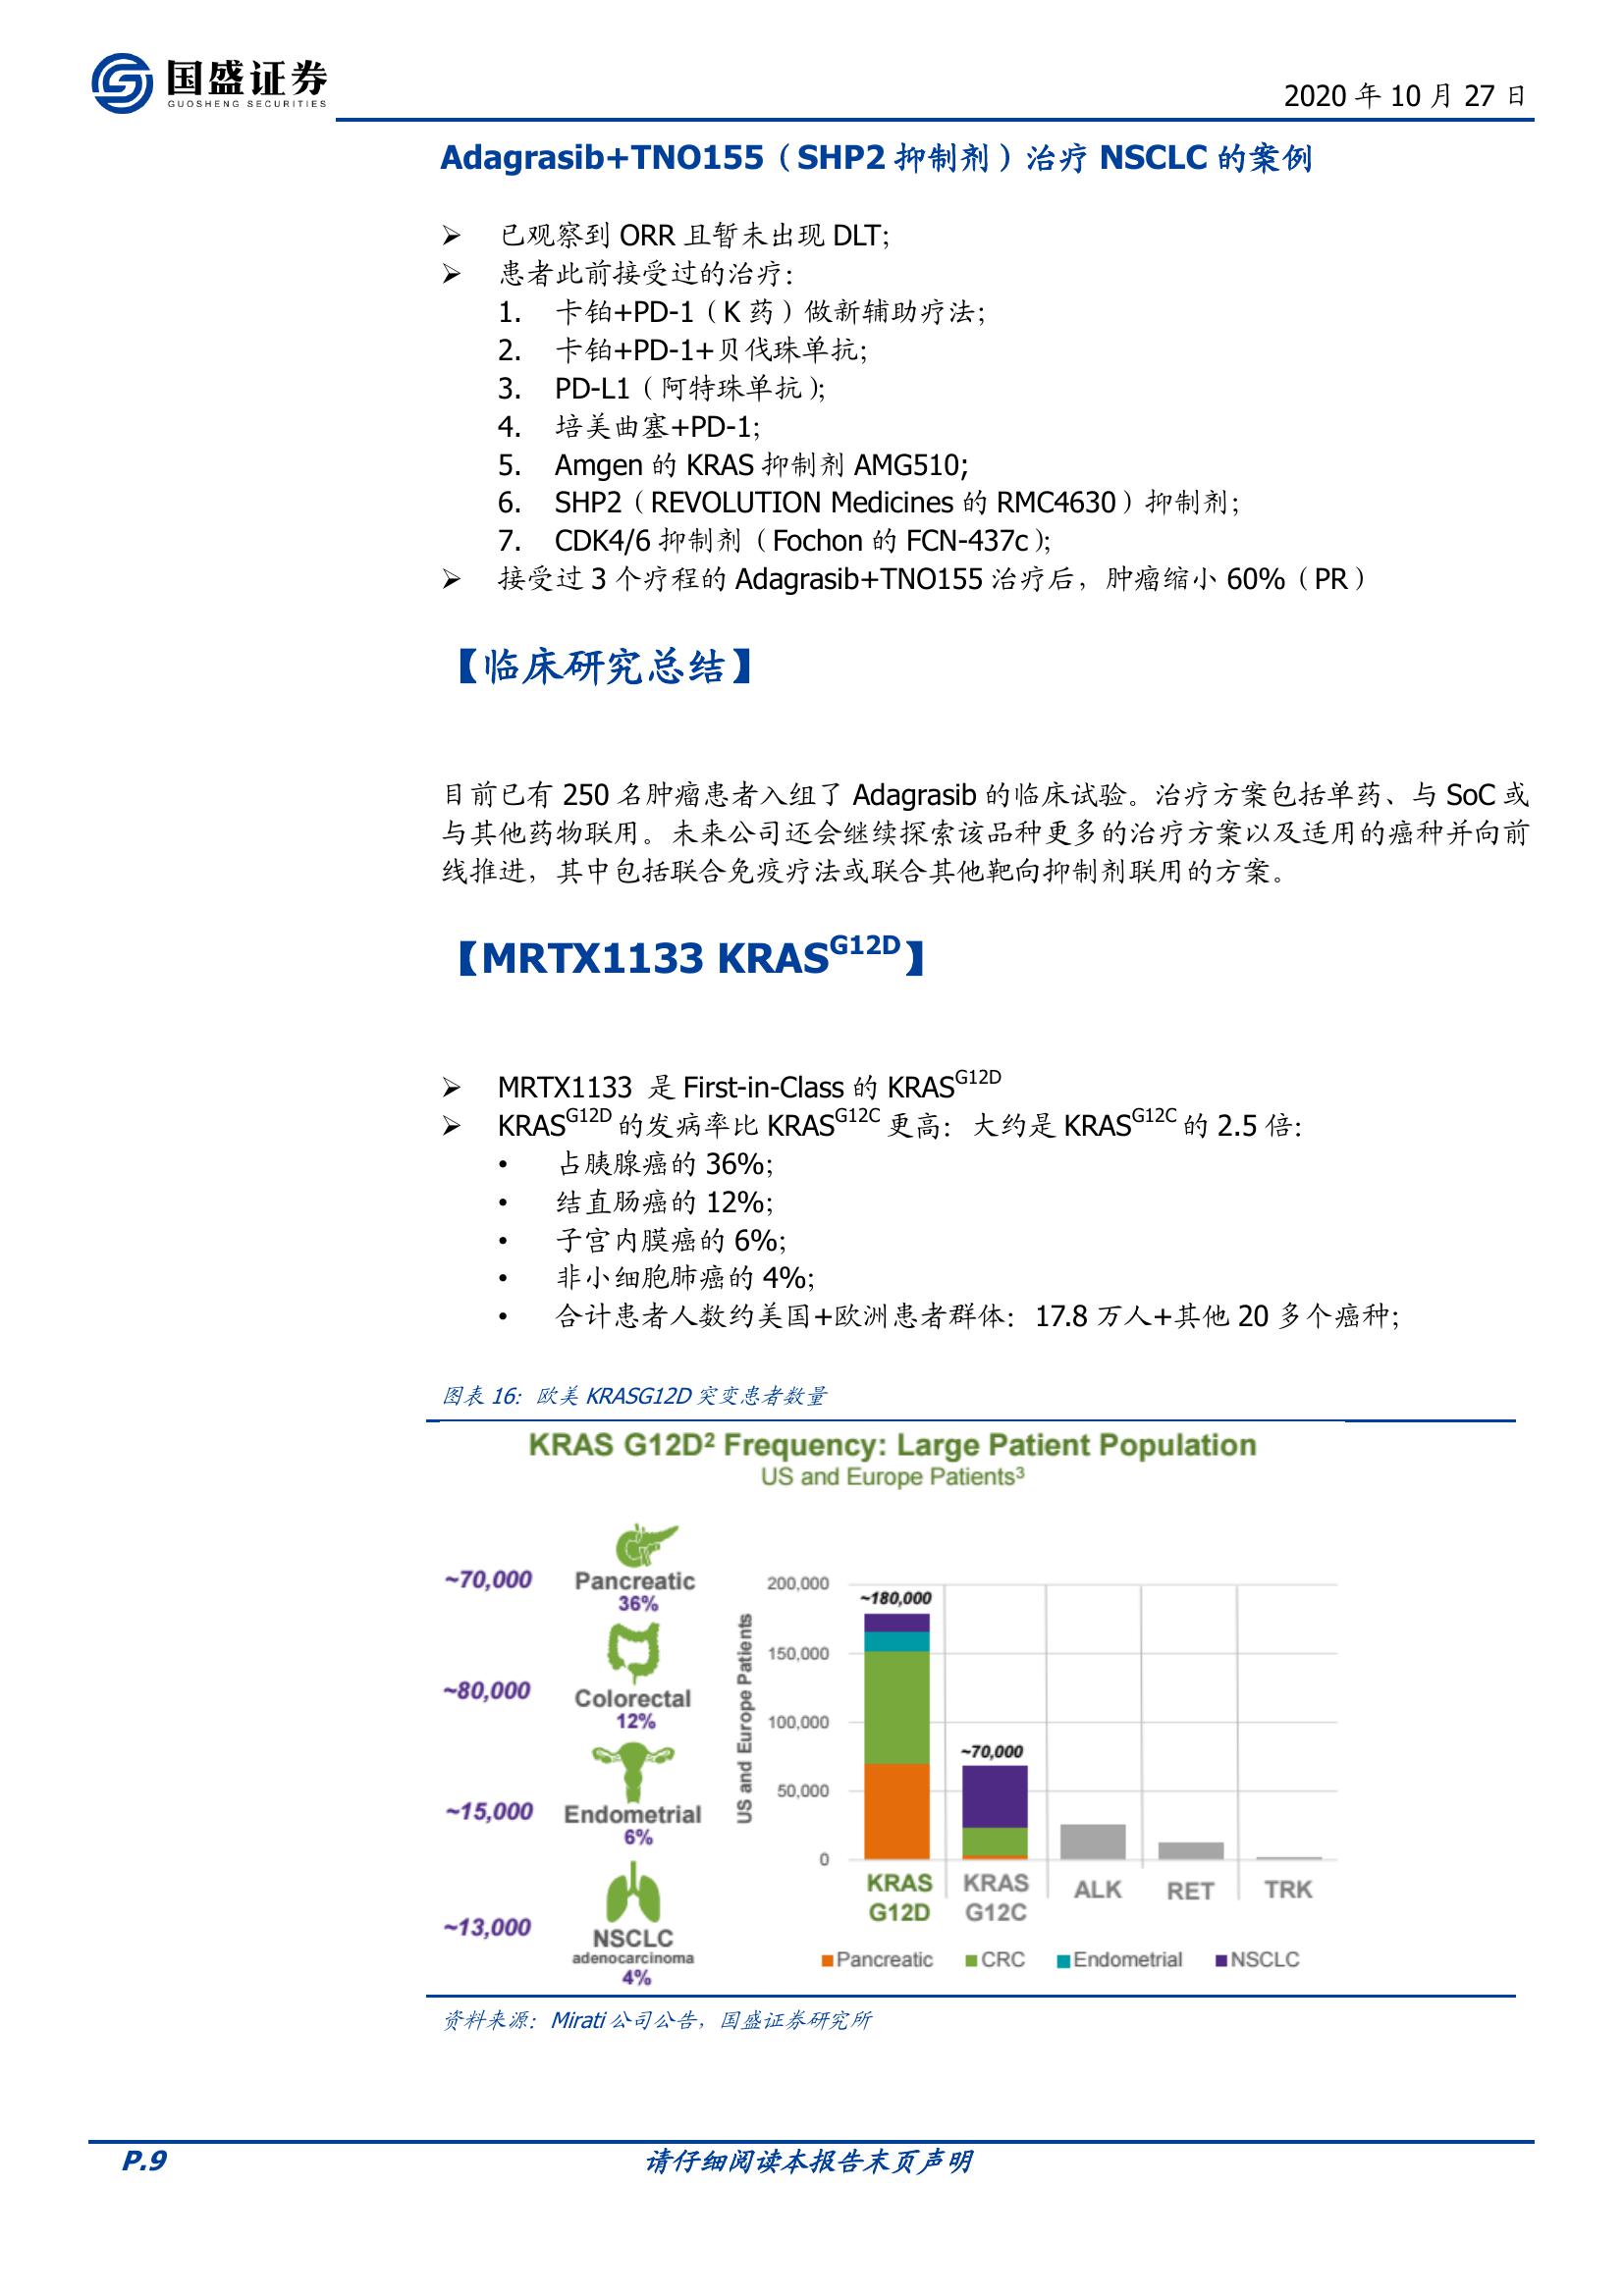 国盛证券
GUOSHENG SECURITIES
2020 年 10 月 27 日
Adagrasib+TNO155（SHP2 抑制剂）治疗 NSCLC 的案例
➢ 已观察到 ORR 且暂未出现 DLT；
➢ 患者此前接受过的治疗：
1. 卡铂+PD-1（K 药）做新辅助疗法；
2. 卡铂+PD-1+贝伐珠单抗；
3. PD-L1（阿特珠单抗）；
4. 培美曲塞+PD-1；
5. Amgen 的 KRAS 抑制剂 AMG510；
6. SHP2（REVOLUTION Medicines 的 RMC4630）抑制剂；
7. CDK4/6 抑制剂（Fochon 的 FCN-437c）；
➢ 接受过 3 个疗程的 Adagrasib+TNO155 治疗后，肿瘤缩小 60%（PR）
【临床研究总结】
目前已有 250 名肿瘤患者入组了 Adagrasib 的临床试验。治疗方案包括单药、与 SoC 或
与其他药物联用。未来公司还会继续探索该品种更多的治疗方案以及适用的癌种并向前
线推进，其中包括联合免疫疗法或联合其他靶向抑制剂联用的方案。
【MRTX1133 KRAS^G12D】
➢ MRTX1133 是 First-in-Class 的 KRAS^G12D
➢ KRAS^G12D 的发病率比 KRAS^G12C 更高：大约是 KRAS^G12C 的 2.5 倍：
• 占胰腺癌的 36%；
• 结直肠癌的 12%；
• 子宫内膜癌的 6%；
• 非小细胞肺癌的 4%；
• 合计患者人数约美国+欧洲患者群体：17.8 万人+其他 20 多个癌种；
图表 16：欧美 KRASG12D 突变患者数量
KRAS G12D² Frequency: Large Patient Population
US and Europe Patients³
~70,000 Pancreatic
36%
~80,000 Colorectal
12%
~15,000 Endometrial
6%
~13,000 NSCLC
adenocarcinoma
4%
US and Europe Patients
200,000
150,000
100,000
50,000
0
~180,000
~70,000
KRAS G12D
KRAS G12C
ALK
RET
TRK
Pancreatic CRC Endometrial NSCLC
资料来源：Mirati 公司公告，国盛证券研究所
P.9
请仔细阅读本报告末页声明